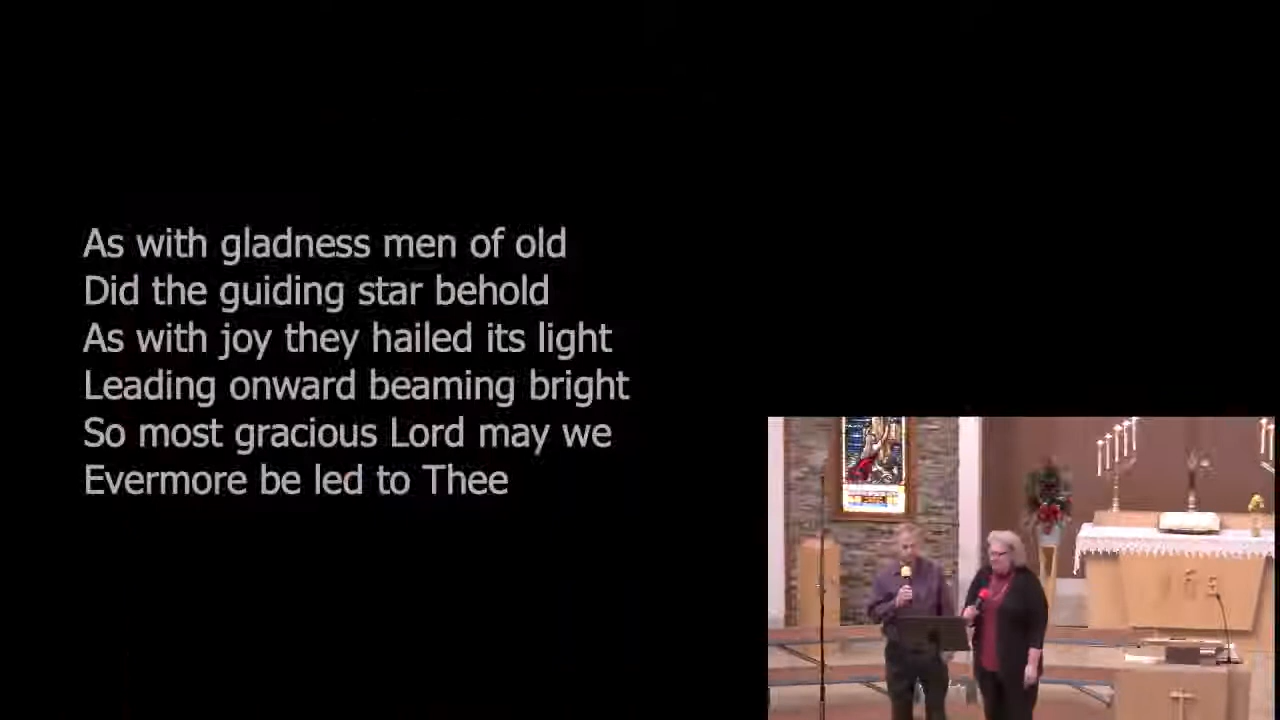 As with gladness men of old
Did the guiding star behold
As with joy they hailed its light
Leading onward beaming bright
So most gracious Lord may we
Evermore be led to Thee